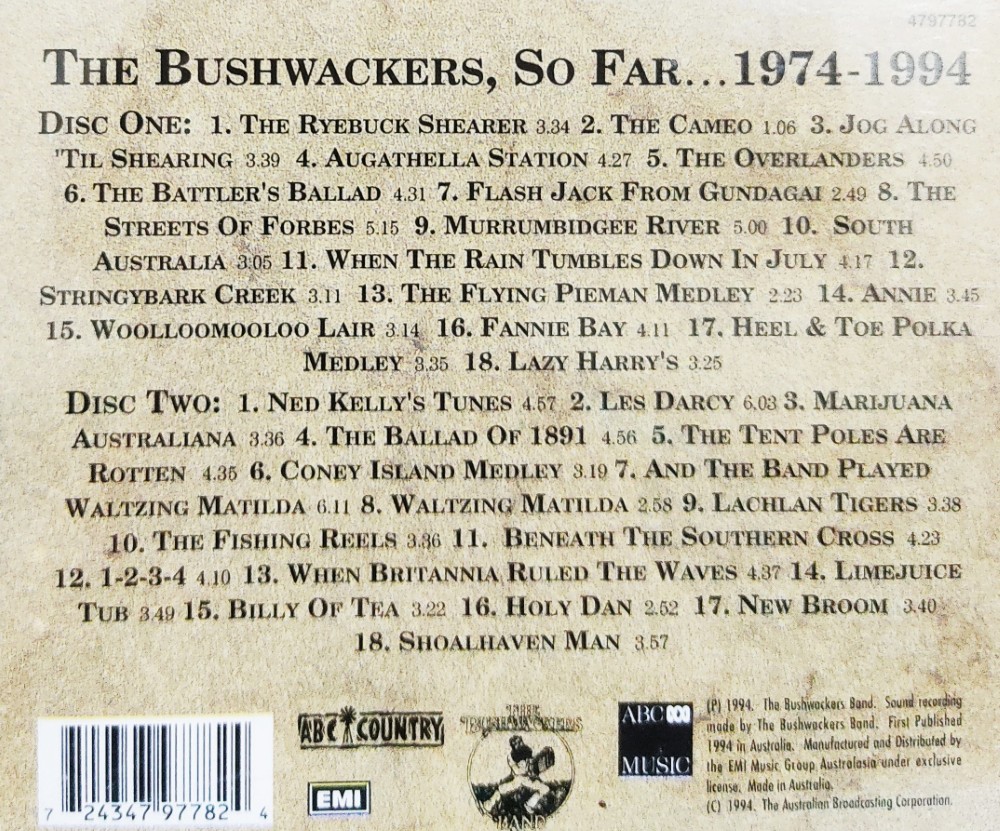 4797782
THE BUSHWACKERS, SO FAR...1974-1994
DISC ONE: 1. THE RYEBUCK SHEARER 3.34 2. THE CAMEO 1.06 3. JOG ALONG
'TIL SHEARING 3.39 4. AUGATHELLA STATION 4.27 5. THE OVERLANDERS 4.50
6. THE BATTLER'S BALLAD 4.31 7. FLASH JACK FROM GUNDAGAI 2.49 8. THE
STREETS OF FORBES 5.15 9. MURRUMBIDGEE RIVER 5.00 10. SOUTH
AUSTRALIA 3.05 11. WHEN THE RAIN TUMBLES DOWN IN JULY 4.17 12.
STRINGYBARK CREEK 3.11 13. THE FLYING PIEMAN MEDLEY 2.23 14. ANNIE 3.45
15. WOOLLOOMOOLOO LAIR 3.14 16. FANNIE BAY 4.11 17. HEEL & TOE POLKA
MEDLEY 3.35 18. LAZY HARRY'S 3.25
DISC TWO: 1. NED KELLY'S TUNES 4.57 2. LES DARCY 6.03 3. MARIJUANA
AUSTRALIANA 3.36 4. THE BALLAD OF 1891 4.56 5. THE TENT POLES ARE
ROTTEN 4.35 6. CONEY ISLAND MEDLEY 3.19 7. AND THE BAND PLAYED
WALTZING MATILDA 6.11 8. WALTZING MATILDA 2.58 9. LACHLAN TIGERS 3.38
10. THE FISHING REELS 3.36 11. BENEATH THE SOUTHERN CROSS 4.23
12. 1-2-3-4 4.10 13. WHEN BRITANNIA RULED THE WAVES 4.37 14. LIMEJUICE
TUB 3.49 15. BILLY OF TEA 3.22 16. HOLY DAN 2.52 17. NEW BROOM 3.40
18. SHOALHAVEN MAN 3.57
7 24347 97782 4
ABC COUNTRY
EMI
THE
BUSHWACKERS
BAND
ABC
MUSIC
(P) 1994. The Bushwackers Band. Sound recording
made by The Bushwackers Band. First Published
1994 in Australia. Manufactured and Distributed by
the EMI Music Group Australasia under exclusive
license. Made in Australia.
(C) 1994. The Australian Broadcasting Corporation.